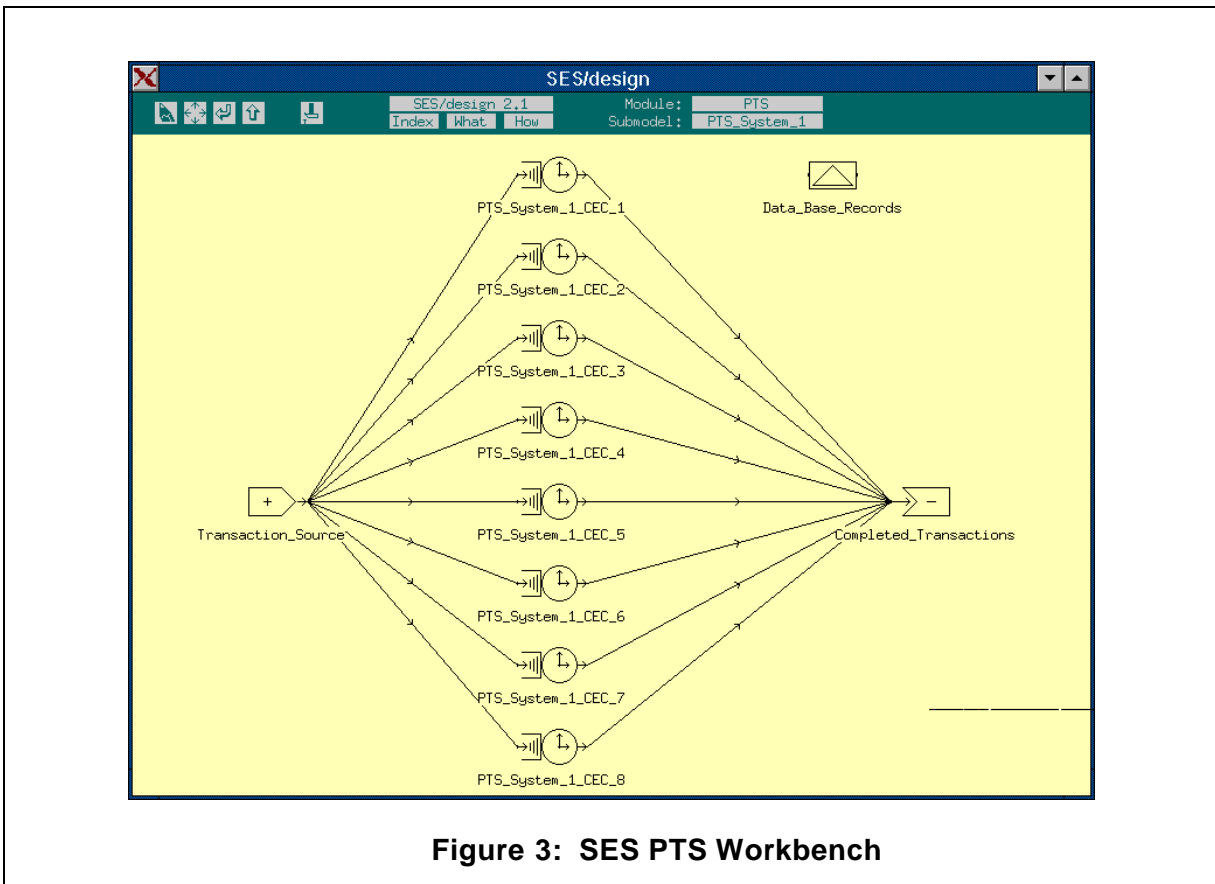 SES/design
SES/design 2.1 Module: PTS
Index What How Submodel: PTS_System_1
PTS_System_1_CEC_1
Data_Base_Records
PTS_System_1_CEC_2
PTS_System_1_CEC_3
PTS_System_1_CEC_4
+
-
Transaction_Source
PTS_System_1_CEC_5
Completed_Transactions
PTS_System_1_CEC_6
PTS_System_1_CEC_7
PTS_System_1_CEC_8
Figure 3: SES PTS Workbench